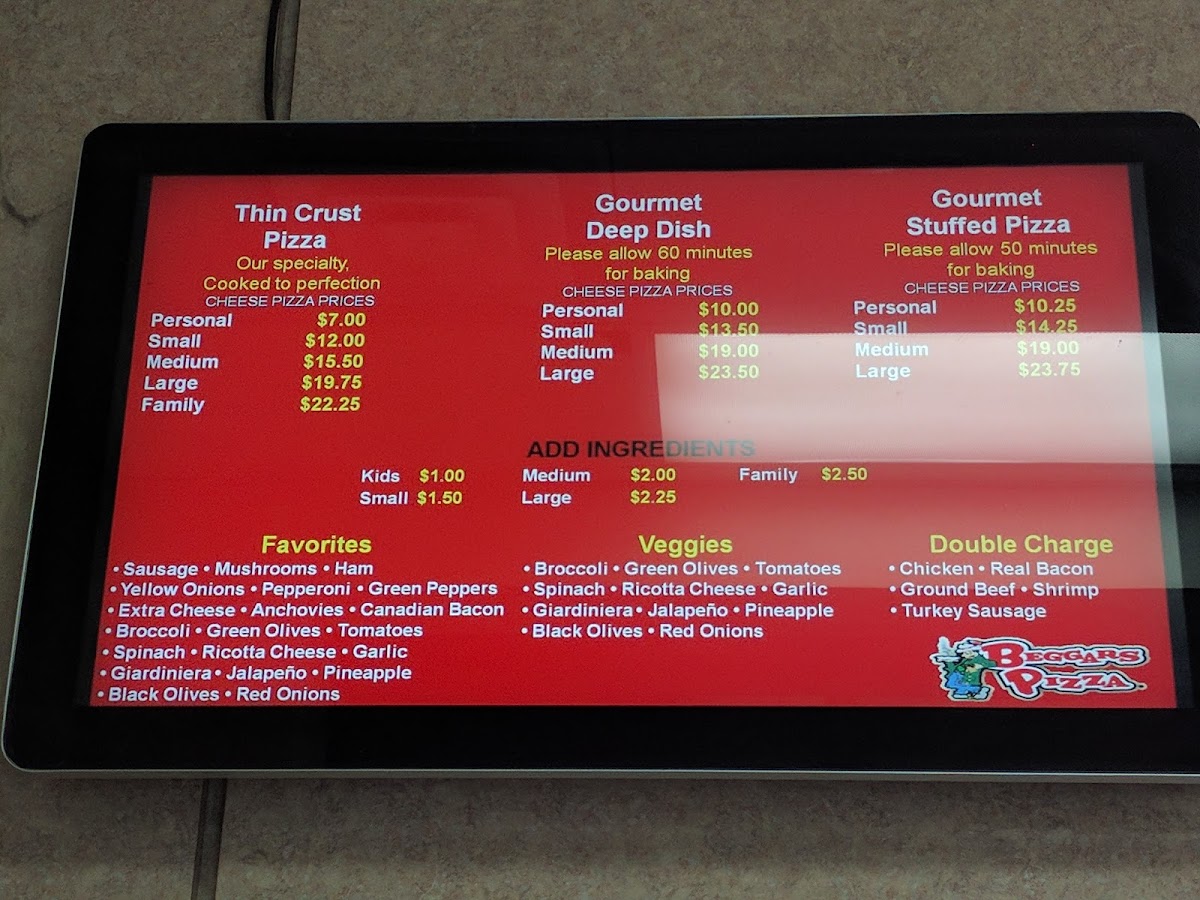 Thin Crust
Pizza
Our specialty,
Cooked to perfection
CHEESE PIZZA PRICES
Personal $7.00
Small $12.00
Medium $15.50
Large $19.75
Family $22.25
Gourmet
Deep Dish
Please allow 60 minutes
for baking
CHEESE PIZZA PRICES
Personal $10.00
Small $13.50
Medium $19.00
Large $23.50
Gourmet
Stuffed Pizza
Please allow 50 minutes
for baking
CHEESE PIZZA PRICES
Personal $10.25
Small $14.25
Medium $19.00
Large $23.75
ADD INGREDIENTS
Kids $1.00 Medium $2.00 Family $2.50
Small $1.50 Large $2.25
Favorites
• Sausage • Mushrooms • Ham
• Yellow Onions • Pepperoni • Green Peppers
• Extra Cheese • Anchovies • Canadian Bacon
• Broccoli • Green Olives • Tomatoes
• Spinach • Ricotta Cheese • Garlic
• Giardiniera • Jalapeño • Pineapple
• Black Olives • Red Onions
Veggies
• Broccoli • Green Olives • Tomatoes
• Spinach • Ricotta Cheese • Garlic
• Giardiniera • Jalapeño • Pineapple
• Black Olives • Red Onions
Double Charge
• Chicken • Real Bacon
• Ground Beef • Shrimp
• Turkey Sausage
BEGGARS
PIZZA